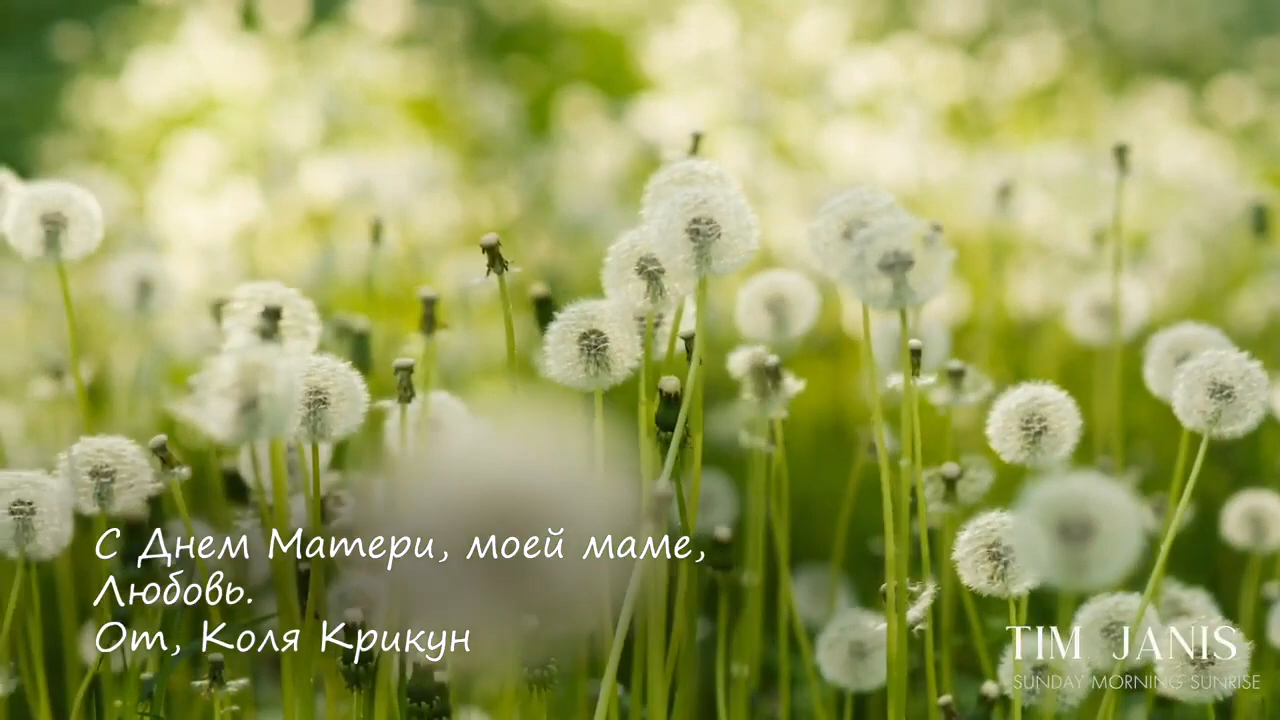 С Днем Матери, моей маме,
Любовь.
От, Коля Крикун
TIM JANIS
SUNDAY MORNING SUNRISE